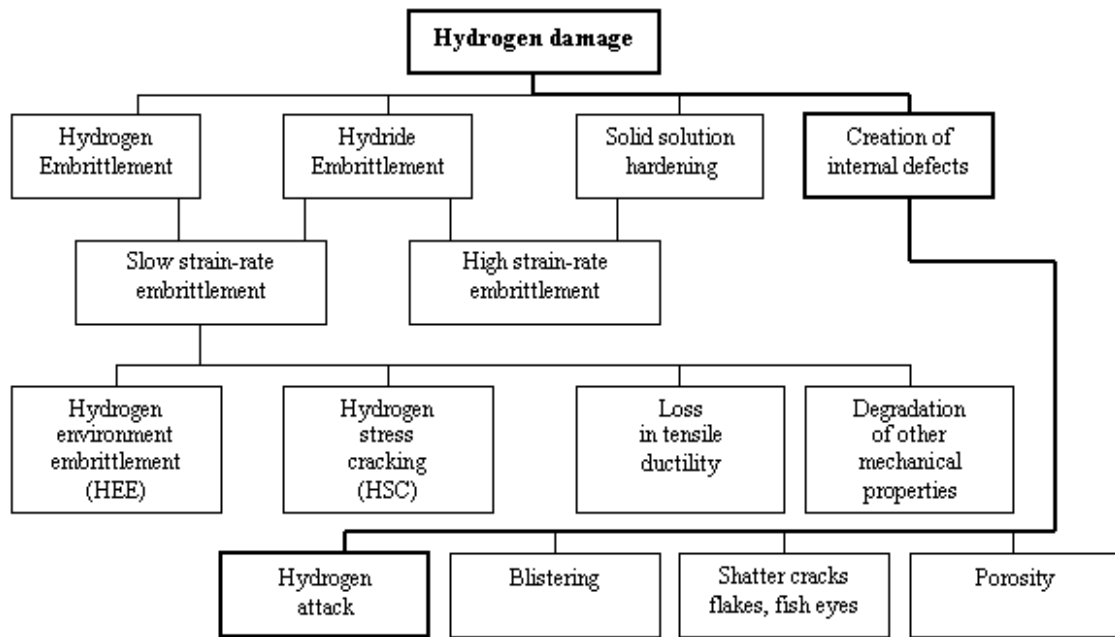 Hydrogen damage
Hydrogen
Embrittlement
Hydride
Embrittlement
Solid solution
hardening
Creation of
internal defects
Slow strain-rate
embrittlement
High strain-rate
embrittlement
Hydrogen
environment
embrittlement
(HEE)
Hydrogen
stress
cracking
(HSC)
Loss
in tensile
ductility
Degradation
of other
mechanical
properties
Hydrogen
attack
Blistering
Shatter cracks
flakes, fish eyes
Porosity